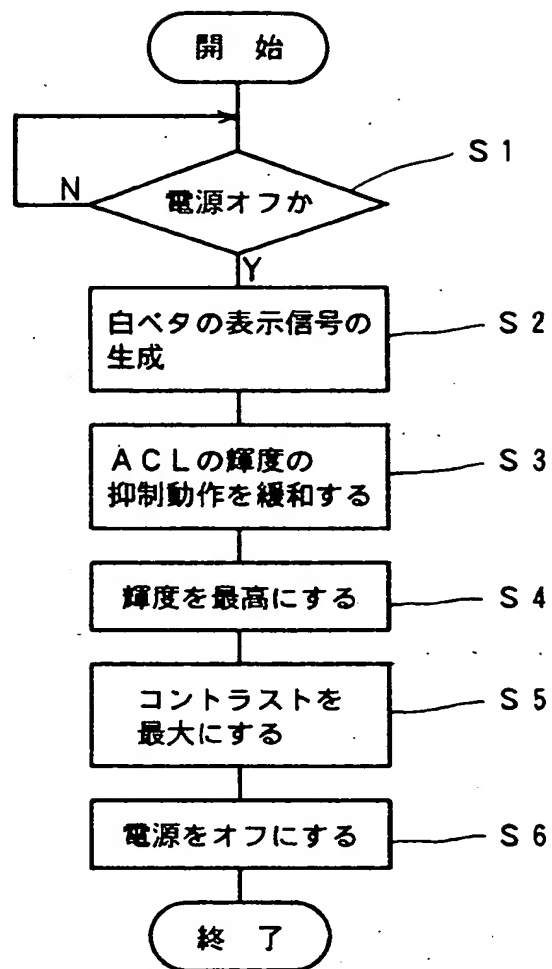 開 始
S1
N
電源オフか
Y
白ベタの表示信号の
生成
S2
ACLの輝度の
抑制動作を緩和する
S3
輝度を最高にする
S4
コントラストを
最大にする
S5
電源をオフにする
S6
終 了